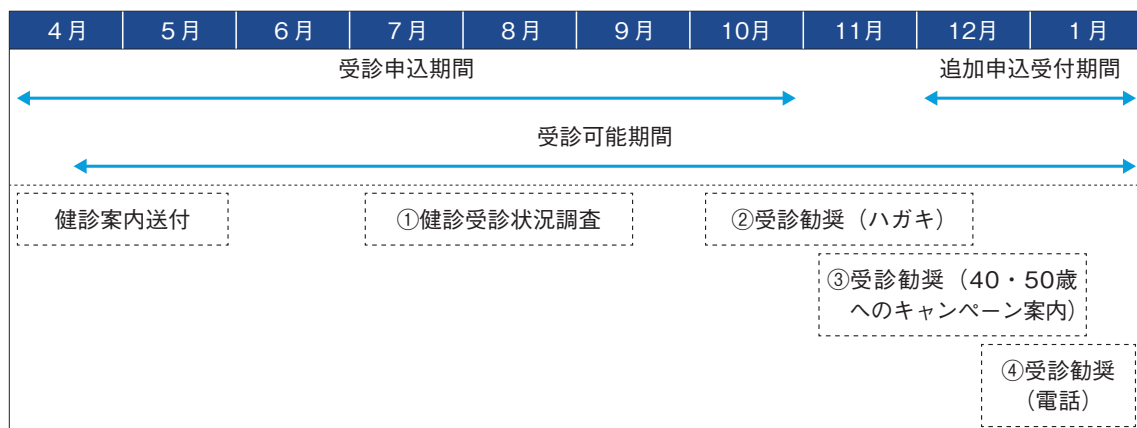 4月 5月 6月 7月 8月 9月 10月 11月 12月 1月
受診申込期間 追加申込受付期間
受診可能期間
健診案内送付 ①健診受診状況調査 ②受診勧奨（ハガキ）
③受診勧奨（40・50歳
へのキャンペーン案内）
④受診勧奨
（電話）